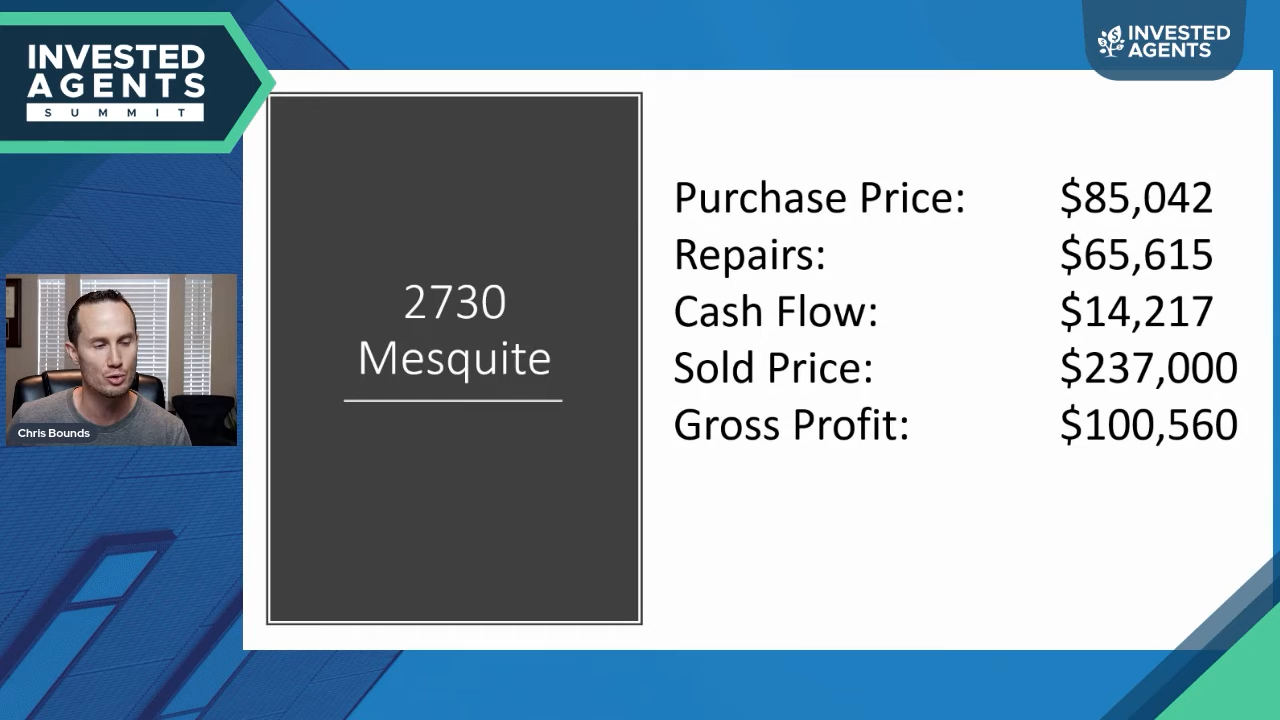 INVESTED
AGENTS
SUMMIT
INVESTED
AGENTS
2730
Mesquite
Purchase Price: $85,042
Repairs: $65,615
Cash Flow: $14,217
Sold Price: $237,000
Gross Profit: $100,560
Chris Bounds